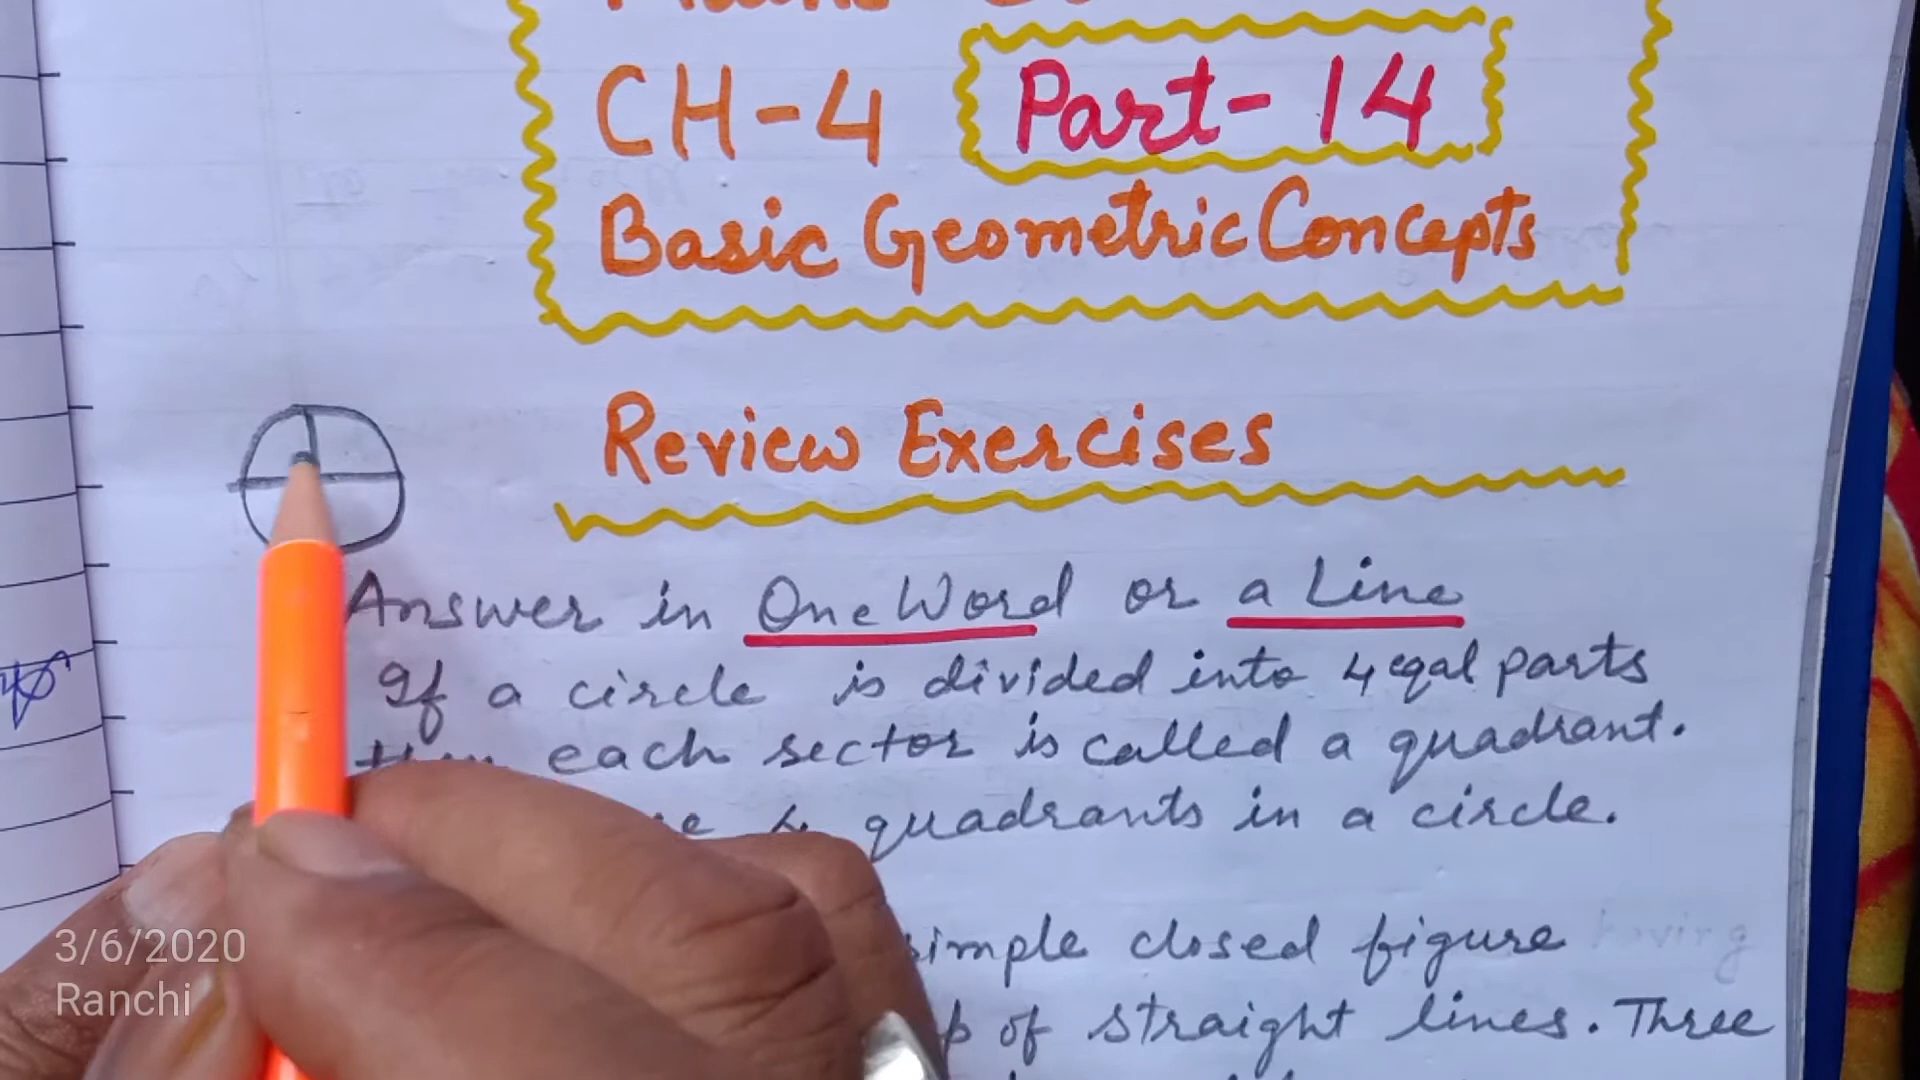 CH-4 Part-14
Basic Geometric Concepts
Review Exercises
Answer in One Word or a Line
If a circle is divided into 4 eqal parts
each sector is called a quadrant.
4 quadrants in a circle.
simple closed figure having
of straight lines. Three
3/6/2020
Ranchi